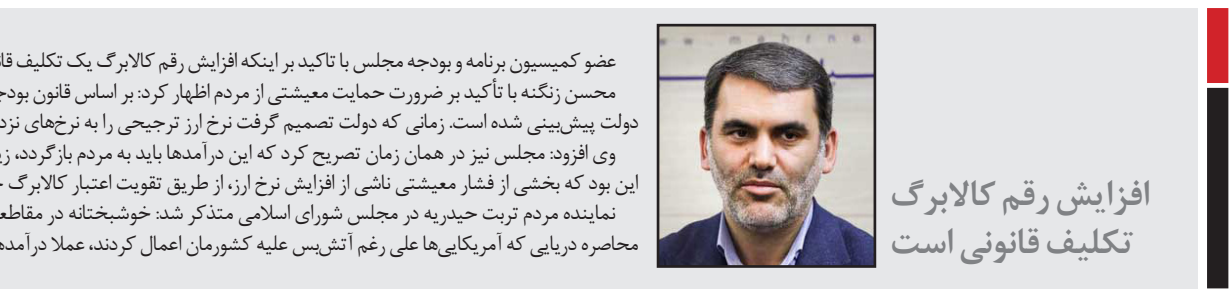 افزایش رقم کالابرگ
تکلیف قانونی است
عضو کمیسیون برنامه و بودجه مجلس با تاکید بر اینکه افزایش رقم کالابرگ یک تکلیف
محسن زنگنه با تأکید بر ضرورت حمایت معیشتی از مردم اظهار کرد: بر اساس قانون
دولت پیش‌بینی شده است. زمانی که دولت تصمیم گرفت نرخ ارز ترجیحی را به نرخ‌های
وی افزود: مجلس نیز در همان زمان تصریح کرد که این درآمدها باید به مردم بازگردد،
این بود که بخشی از فشار معیشتی ناشی از افزایش نرخ ارز، از طریق تقویت اعتبار کالابرگ
نماینده مردم تربت حیدریه در مجلس شورای اسلامی متذکر شد: خوشبختانه در
محاصره دریایی که آمریکایی‌ها علی رغم آتش‌بس علیه کشورمان اعمال کردند، عملا